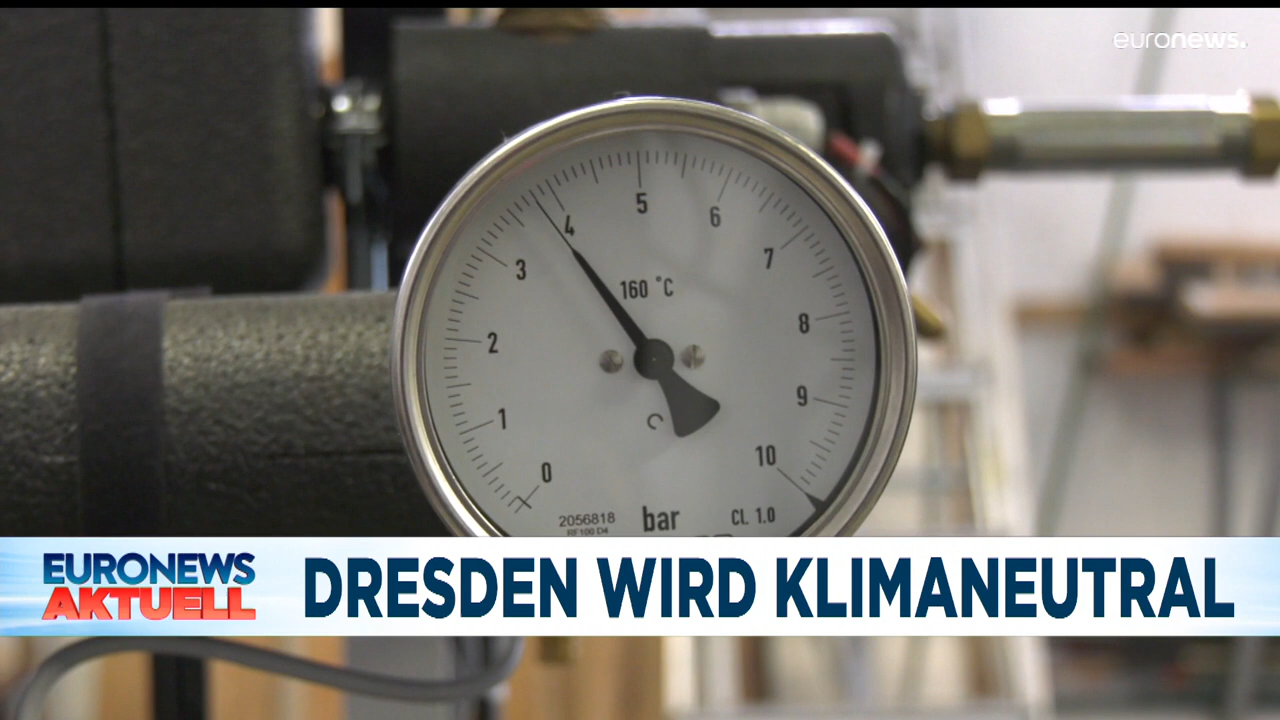 euronews.
5
4
6
3
7
160 °C
2
8
1
9
0
10
2056818
bar
CL. 1.0
RF100 D4
EURONEWS
AKTUELL
DRESDEN WIRD KLIMANEUTRAL